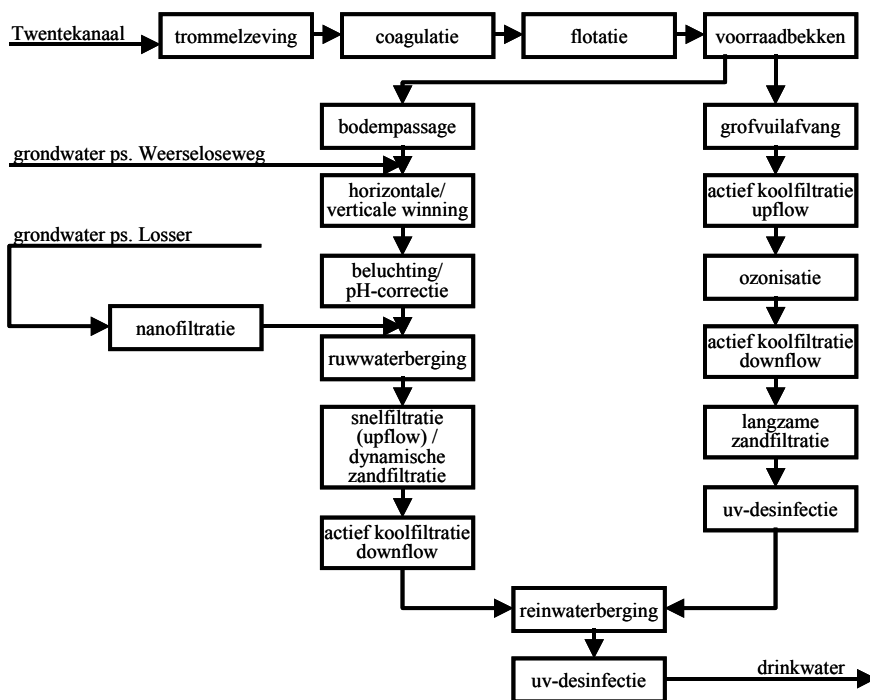 Twentekanaal
trommelzeving
coagulatie
flotatie
voorraadbekken
bodempassage
grofvuilafvang
grondwater ps. Weerseloseweg
horizontale/
verticale winning
actief koolfiltratie
upflow
grondwater ps. Losser
beluchting/
pH-correctie
ozonisatie
nanofiltratie
ruwwaterberging
actief koolfiltratie
downflow
snelfiltratie
(upflow) /
dynamische
zandfiltratie
langzame
zandfiltratie
uv-desinfectie
actief koolfiltratie
downflow
reinwaterberging
uv-desinfectie
drinkwater